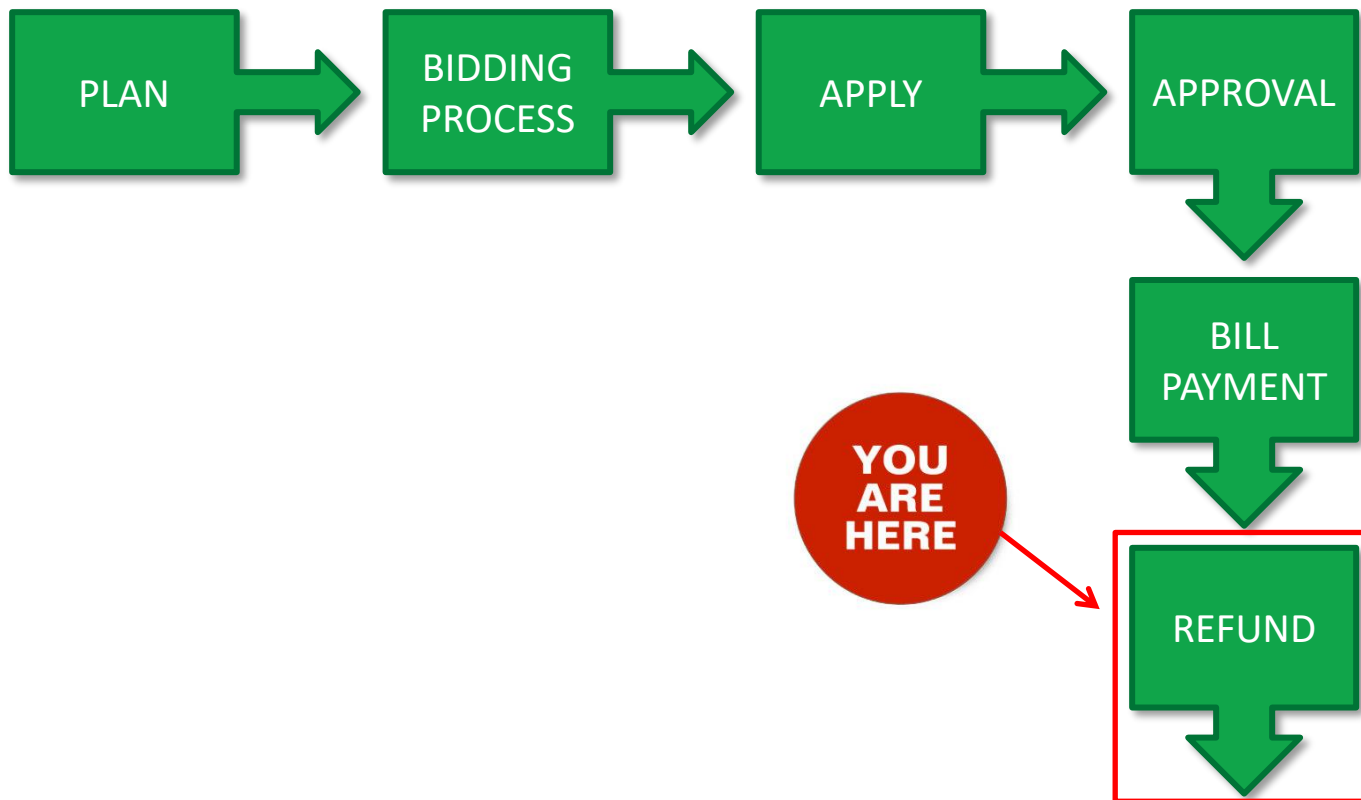 PLAN
BIDDING
PROCESS
APPLY
APPROVAL
BILL
PAYMENT
YOU
ARE
HERE
REFUND